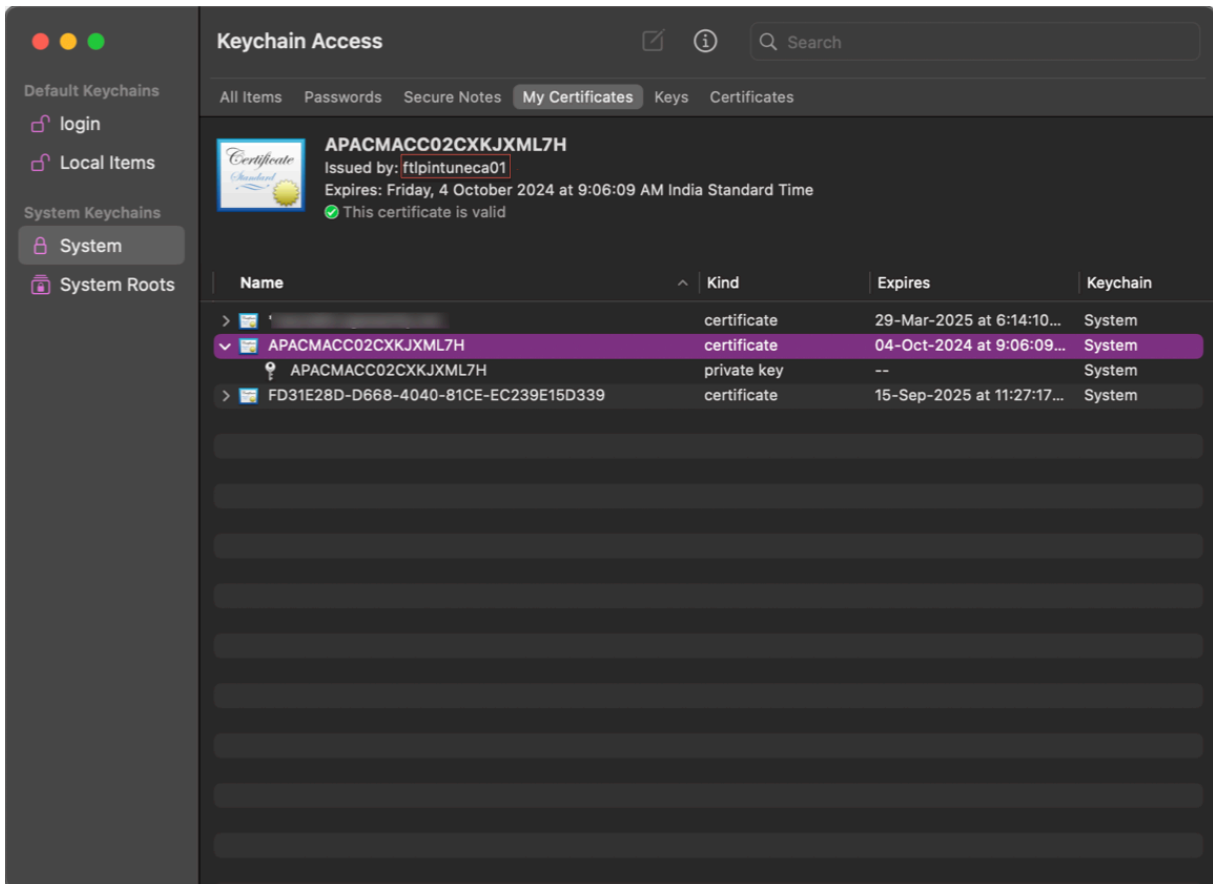 Keychain Access
Search
Default Keychains
login
Local Items
System Keychains
System
System Roots
All Items Passwords Secure Notes My Certificates Keys Certificates
Certificate
Standard
APACMACC02CXKJXML7H
Issued by: ftlpintuneca01
Expires: Friday, 4 October 2024 at 9:06:09 AM India Standard Time
This certificate is valid
Name Kind Expires Keychain
certificate 29-Mar-2025 at 6:14:10... System
APACMACC02CXKJXML7H certificate 04-Oct-2024 at 9:06:09... System
APACMACC02CXKJXML7H private key -- System
FD31E28D-D668-4040-81CE-EC239E15D339 certificate 15-Sep-2025 at 11:27:17... System